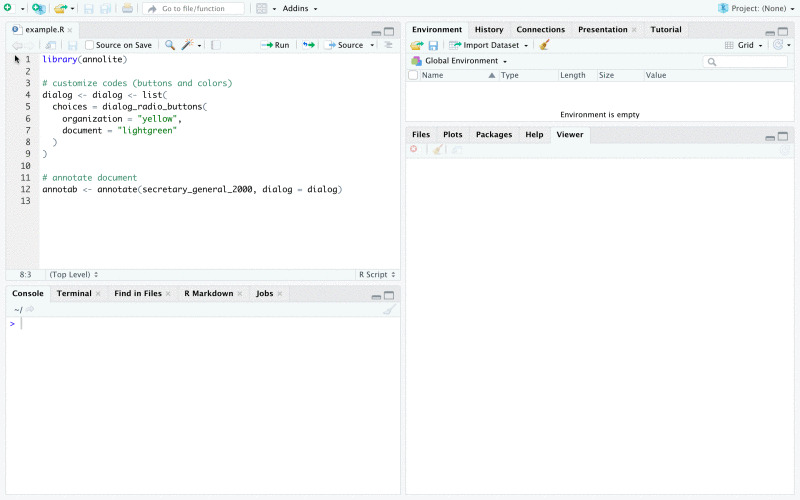 Go to file/function
Addins
Project: (None)
example.R
Source on Save
Run
Source
1 library(annolite)
2
3 # customize codes (buttons and colors)
4 dialog <- dialog <- list(
5 choices = dialog_radio_buttons(
6 organization = "yellow",
7 document = "lightgreen"
8 )
9 )
10
11 # annotate document
12 annotab <- annotate(secretary_general_2000, dialog = dialog)
13
8:3 (Top Level) R Script
Console Terminal Find in Files R Markdown Jobs
~/
>
Environment History Connections Presentation Tutorial
Import Dataset Grid
Global Environment
Name Type Length Size Value
Environment is empty
Files Plots Packages Help Viewer